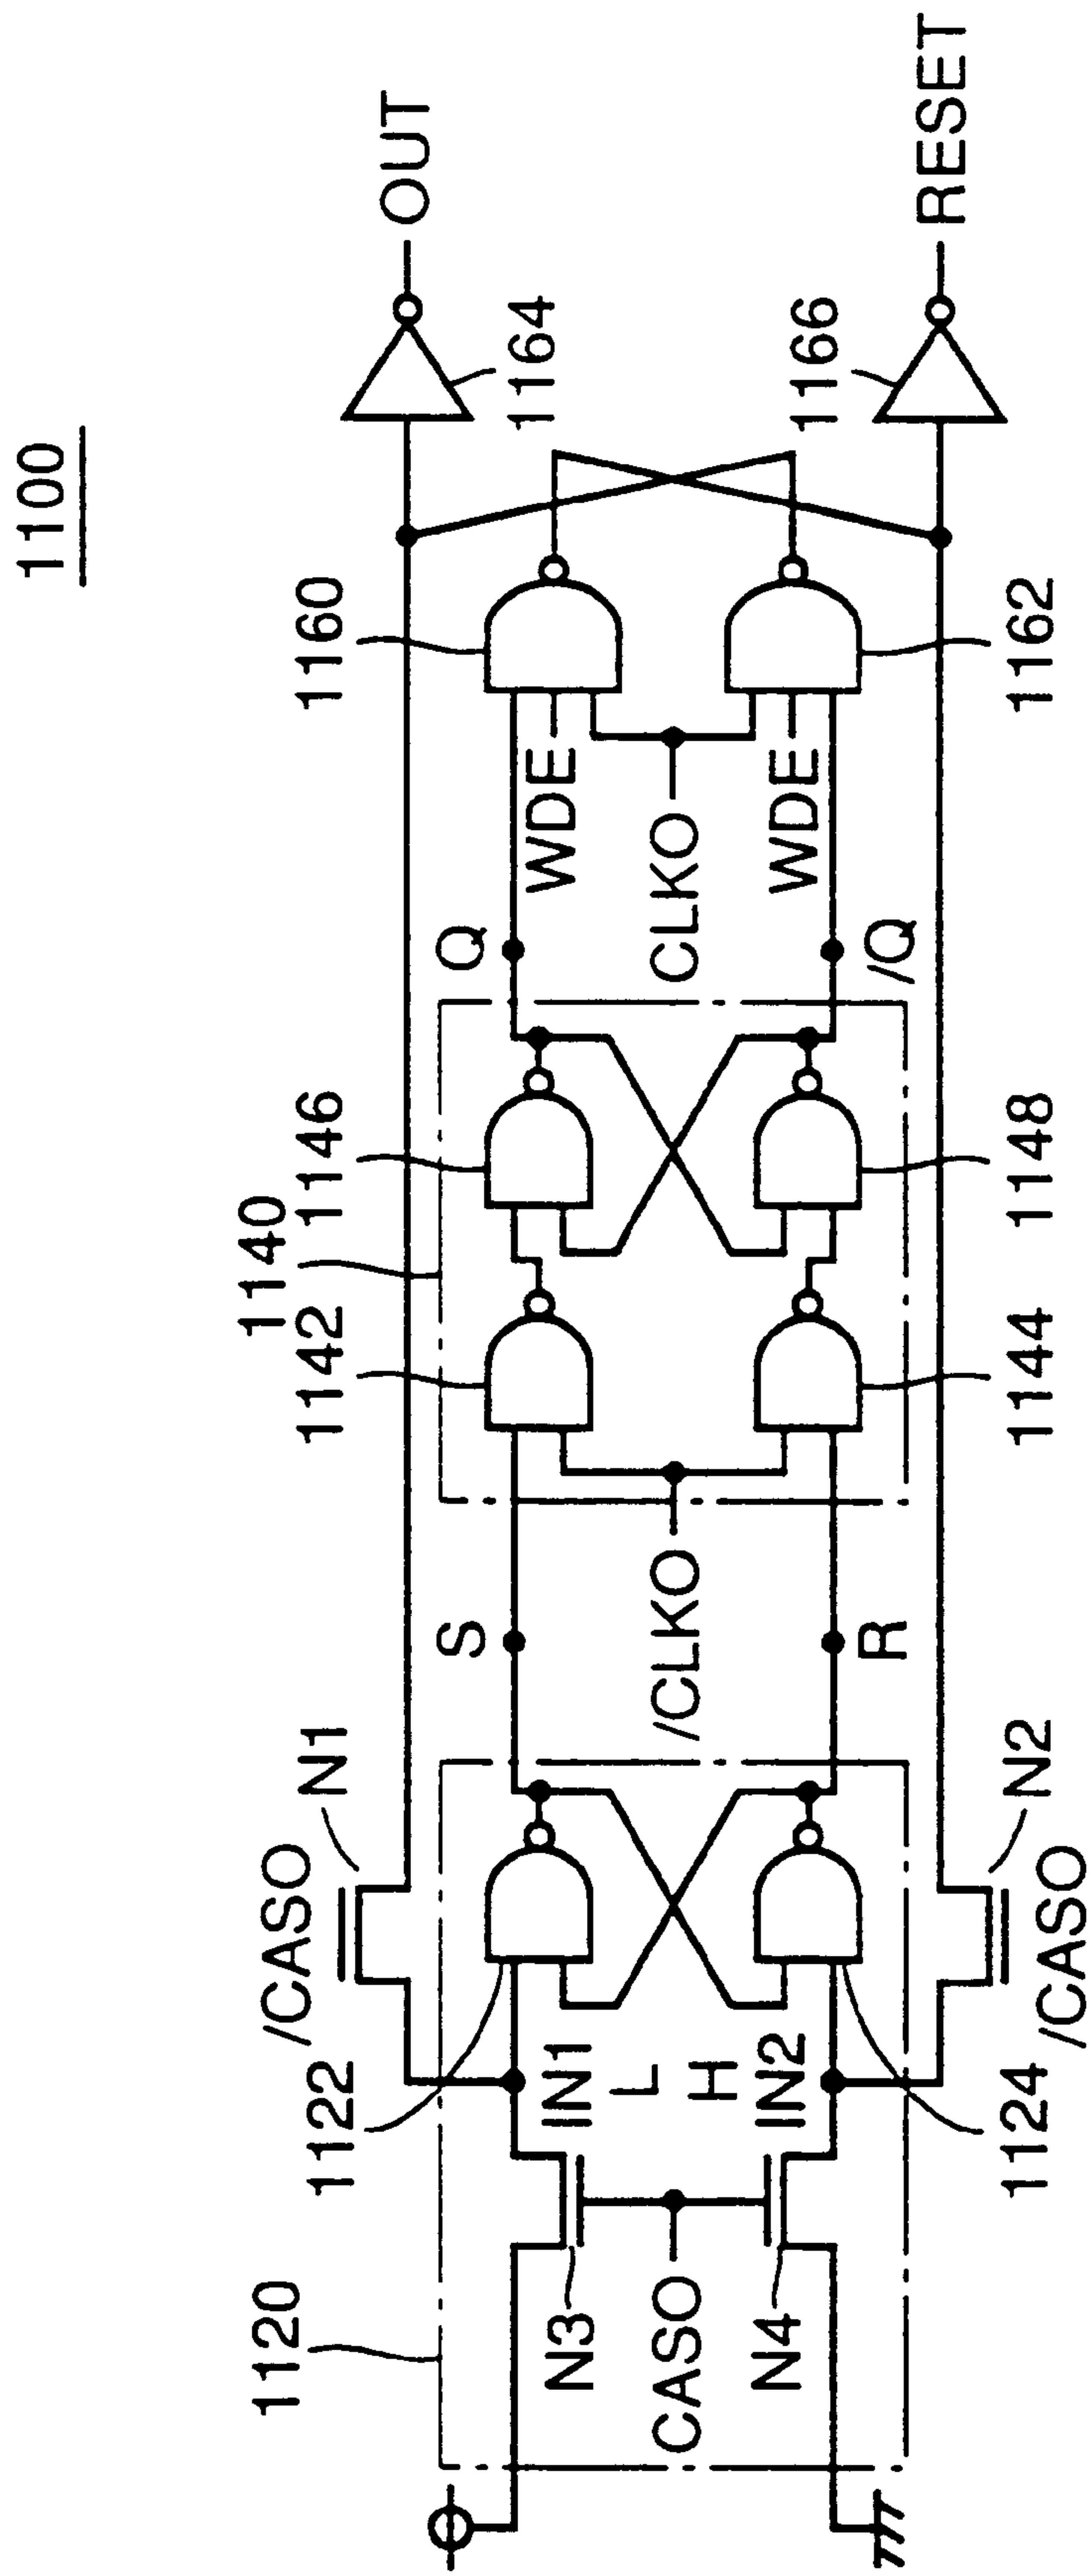 1100
OUT
1164
RESET
1166
1160
WDE
CLKO
WDE
1162
Q
/Q
1140
1146
1148
1142
1144
S
/CLKO
R
N1
/CASO
N2
/CASO
1122
IN1
L
H
IN2
1124
1120
N3
CASO
N4